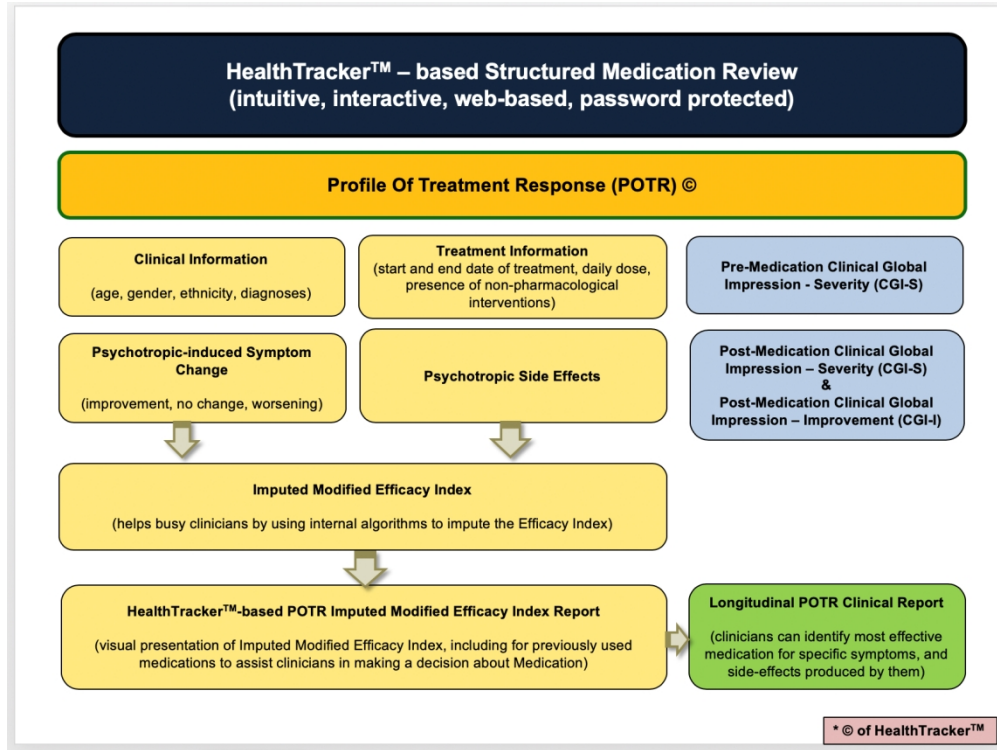 HealthTracker™ – based Structured Medication Review
(intuitive, interactive, web-based, password protected)
Profile Of Treatment Response (POTR) ©
Clinical Information
(age, gender, ethnicity, diagnoses)
Treatment Information
(start and end date of treatment, daily dose,
presence of non-pharmacological
interventions)
Pre-Medication Clinical Global
Impression - Severity (CGI-S)
Psychotropic-induced Symptom
Change
(improvement, no change, worsening)
Psychotropic Side Effects
Post-Medication Clinical Global
Impression – Severity (CGI-S)
&
Post-Medication Clinical Global
Impression – Improvement (CGI-I)
Imputed Modified Efficacy Index
(helps busy clinicians by using internal algorithms to impute the Efficacy Index)
HealthTracker™-based POTR Imputed Modified Efficacy Index Report
(visual presentation of Imputed Modified Efficacy Index, including for previously used
medications to assist clinicians in making a decision about Medication)
Longitudinal POTR Clinical Report
(clinicians can identify most effective
medication for specific symptoms, and
side-effects produced by them)
* © of HealthTracker™